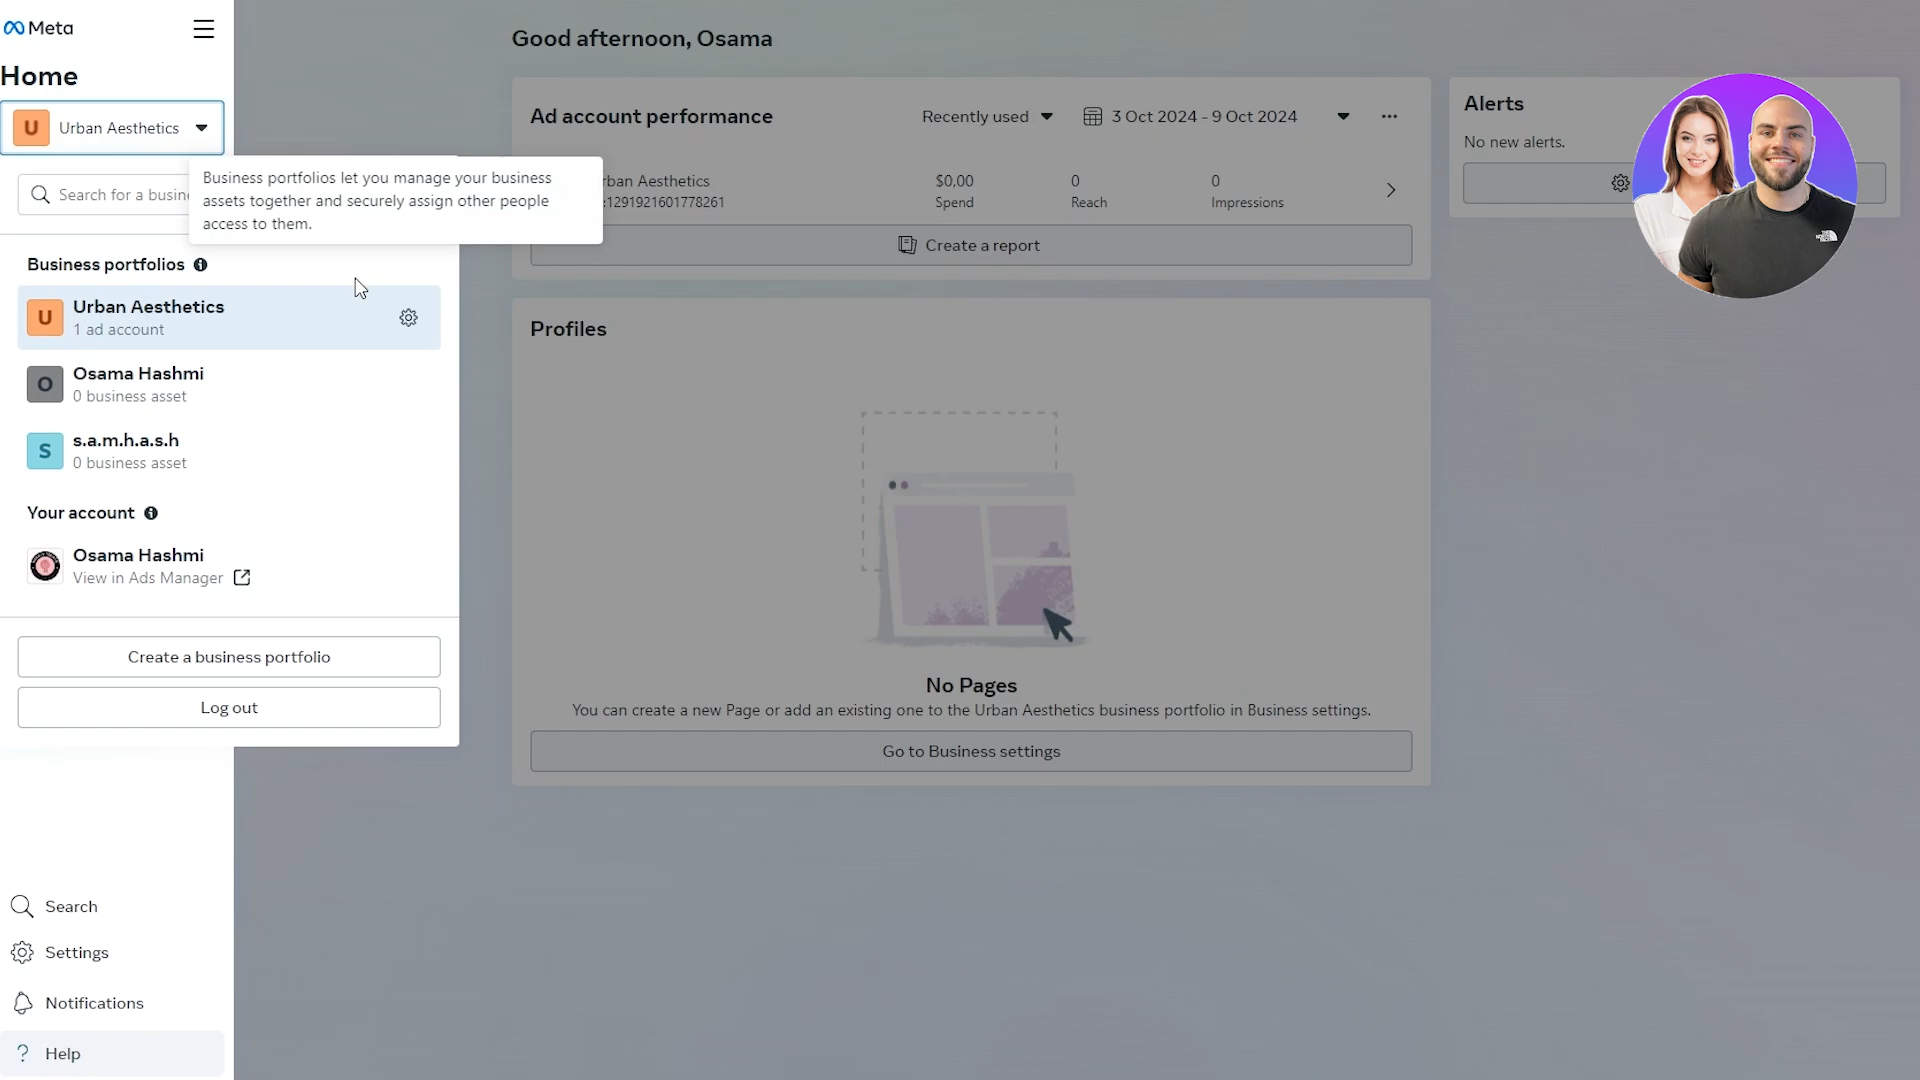 Meta
Home
U Urban Aesthetics
Business portfolios let you manage your business
assets together and securely assign other people
access to them.
Search for a busine
Business portfolios
U Urban Aesthetics
1 ad account
O Osama Hashmi
0 business asset
S s.a.m.h.a.s.h
0 business asset
Your account
Osama Hashmi
View in Ads Manager
Create a business portfolio
Log out
Search
Settings
Notifications
? Help
Good afternoon, Osama
Ad account performance
Recently used
3 Oct 2024 - 9 Oct 2024
rban Aesthetics
:1291921601778261
$0,00
Spend
0
Reach
0
Impressions
Create a report
Profiles
No Pages
You can create a new Page or add an existing one to the Urban Aesthetics business portfolio in Business settings.
Go to Business settings
Alerts
No new alerts.